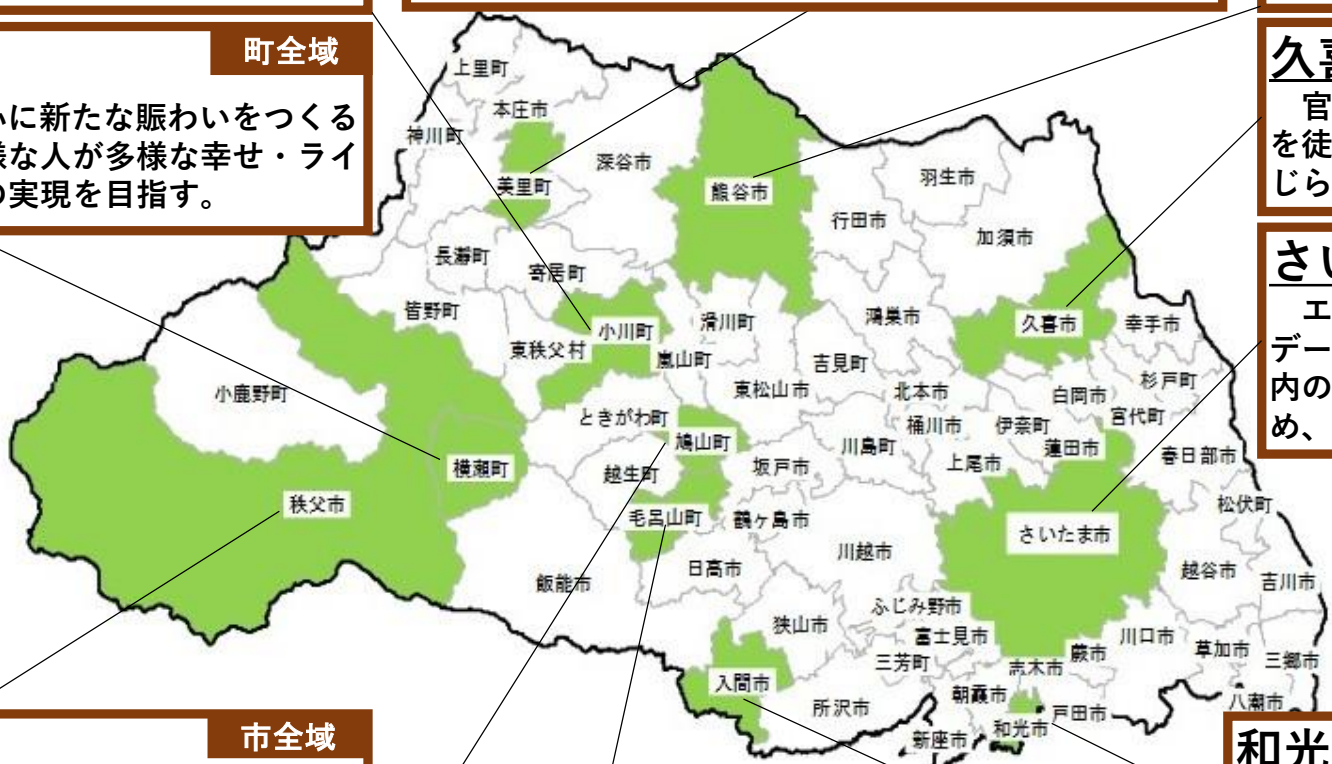 町全域
いに新たな賑わいをつくる
様な人が多様な幸せ・ライ
の実現を目指す。
市全域
久喜
官
を徒
じら
さい
エ
デー
内の
め、
和光
上里町
本庄市
神川町
美里町
深谷市
熊谷市
羽生市
行田市
加須市
長瀞町
寄居町
皆野町
小川町
滑川町
鴻巣市
久喜市
幸手市
東秩父村
嵐山町
吉見町
小鹿野町
東松山市
北本市
白岡市
杉戸町
ときがわ町
鳩山町
川島町
桶川市
伊奈町
宮代町
横瀬町
越生町
坂戸市
上尾市
蓮田市
春日部市
秩父市
毛呂山町
鶴ヶ島市
さいたま市
松伏町
飯能市
日高市
川越市
越谷市
吉川市
ふじみ野市
狭山市
富士見市
川口市
草加市
三郷市
三芳町
志木市
蕨市
入間市
所沢市
朝霞市
戸田市
八潮市
新座市
和光市